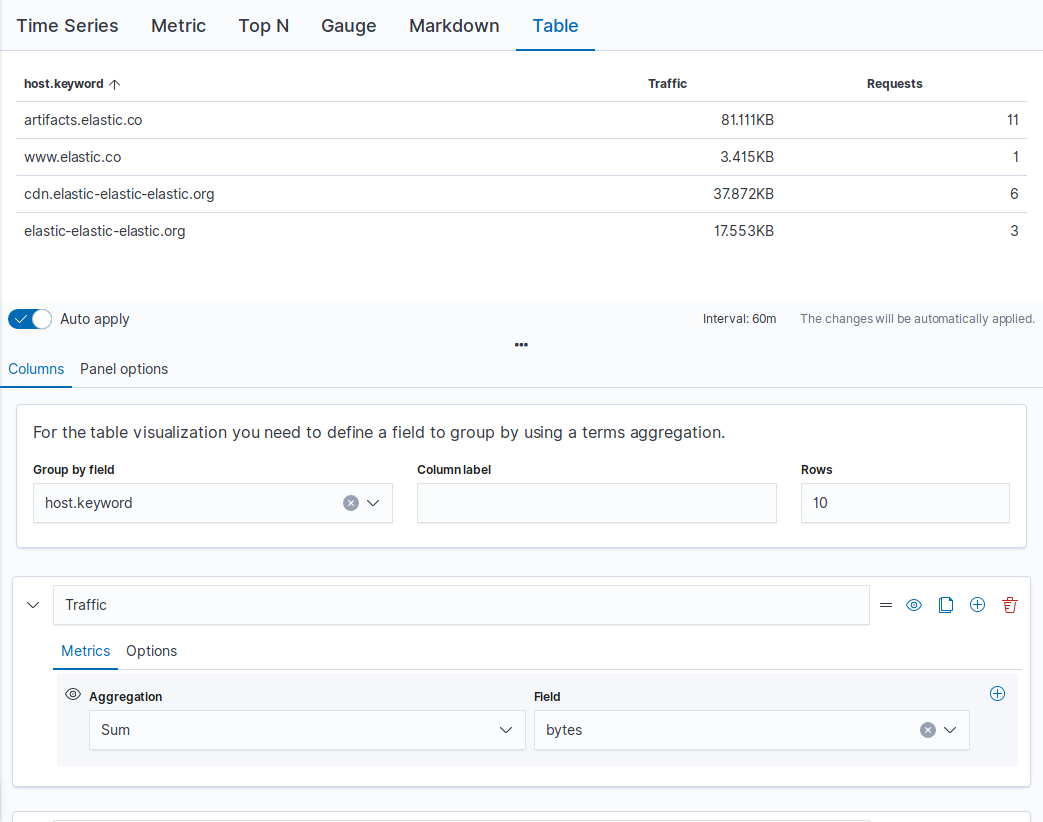 Time Series Metric Top N Gauge Markdown Table
host.keyword Traffic Requests
artifacts.elastic.co 81.111KB 11
www.elastic.co 3.415KB 1
cdn.elastic-elastic-elastic.org 37.872KB 6
elastic-elastic-elastic.org 17.553KB 3
Auto apply Interval: 60m The changes will be automatically applied.
Columns Panel options
For the table visualization you need to define a field to group by using a terms aggregation.
Group by field Column label Rows
host.keyword 10
Traffic
Metrics Options
Aggregation Field
Sum bytes